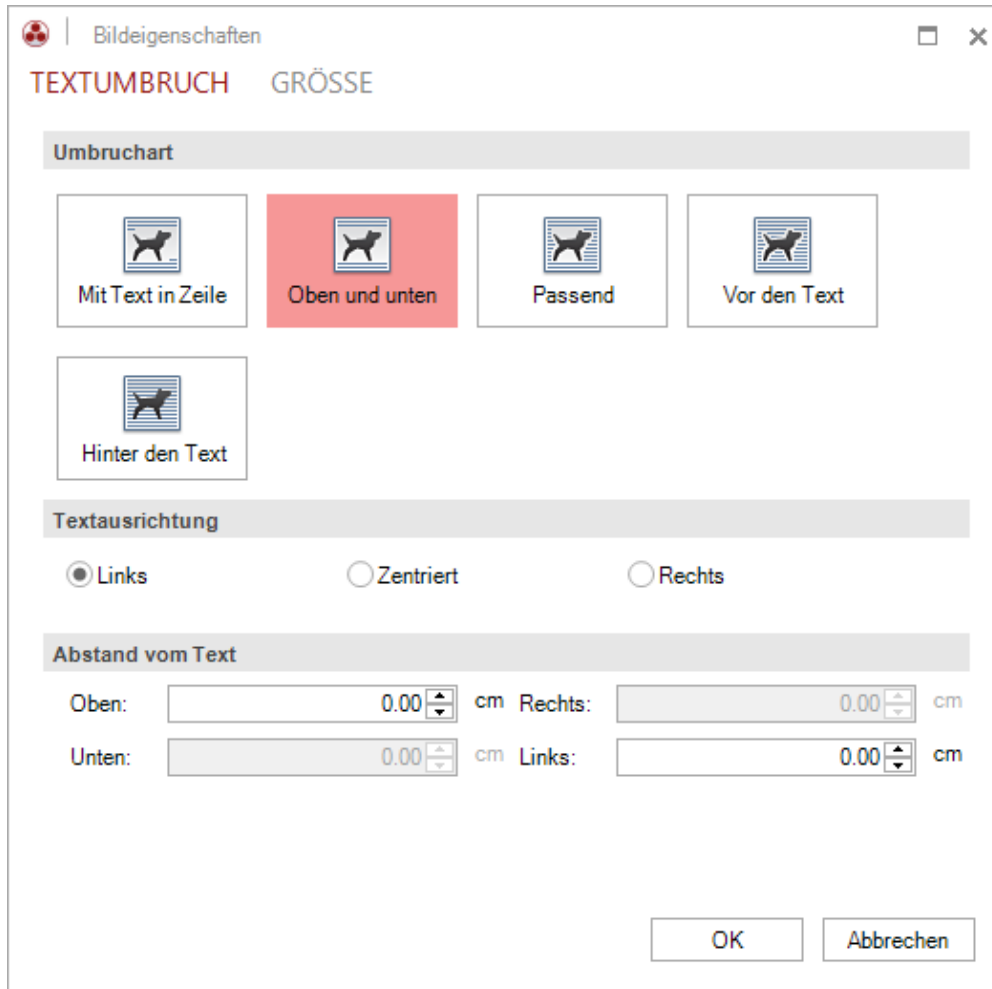 Bildeigenschaften
TEXTUMBRUCH GRÖSSE
Umbruchart
Mit Text in Zeile Oben und unten Passend Vor den Text
Hinter den Text
Textausrichtung
Links Zentriert Rechts
Abstand vom Text
Oben: 0.00 cm Rechts: 0.00 cm
Unten: 0.00 cm Links: 0.00 cm
OK Abbrechen